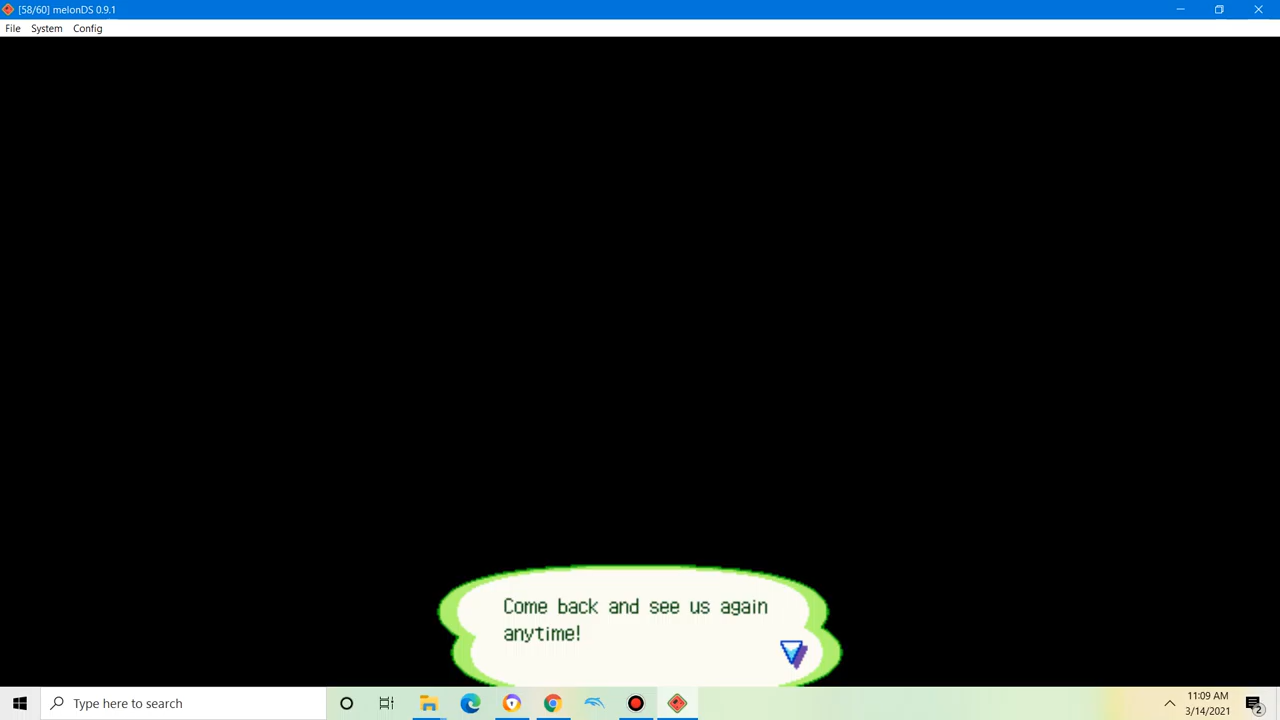 [58/60] melonDS 0.9.1
File System Config
Come back and see us again
anytime!
Type here to search
11:09 AM
3/14/2021
2